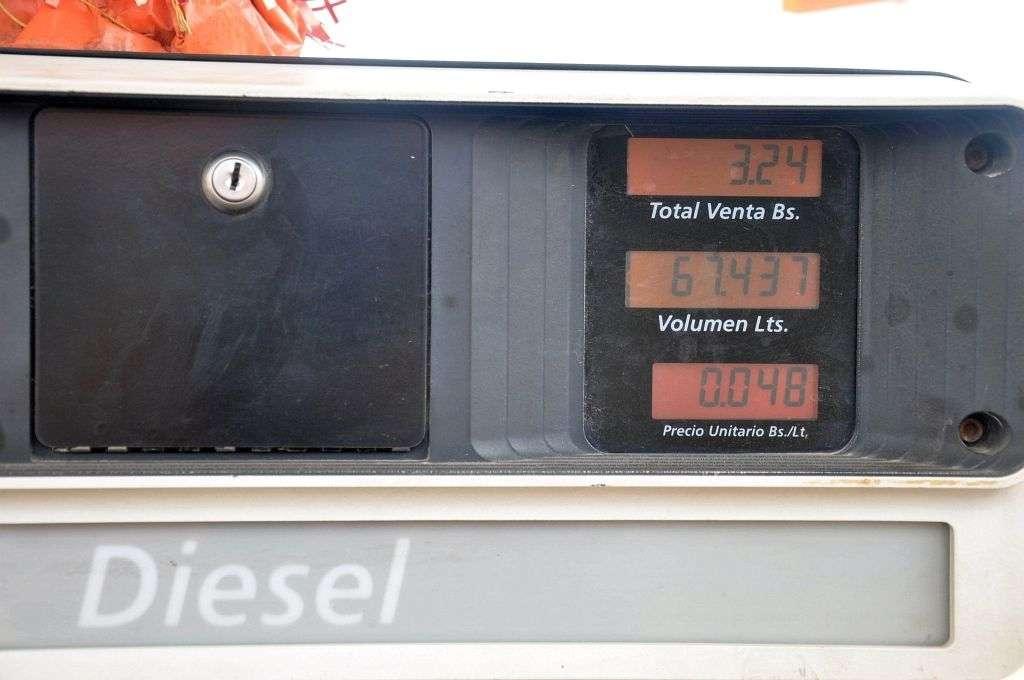 3.24
Total Venta Bs.
67.437
Volumen Lts.
0.048
Precio Unitario Bs./Lt.
Diesel